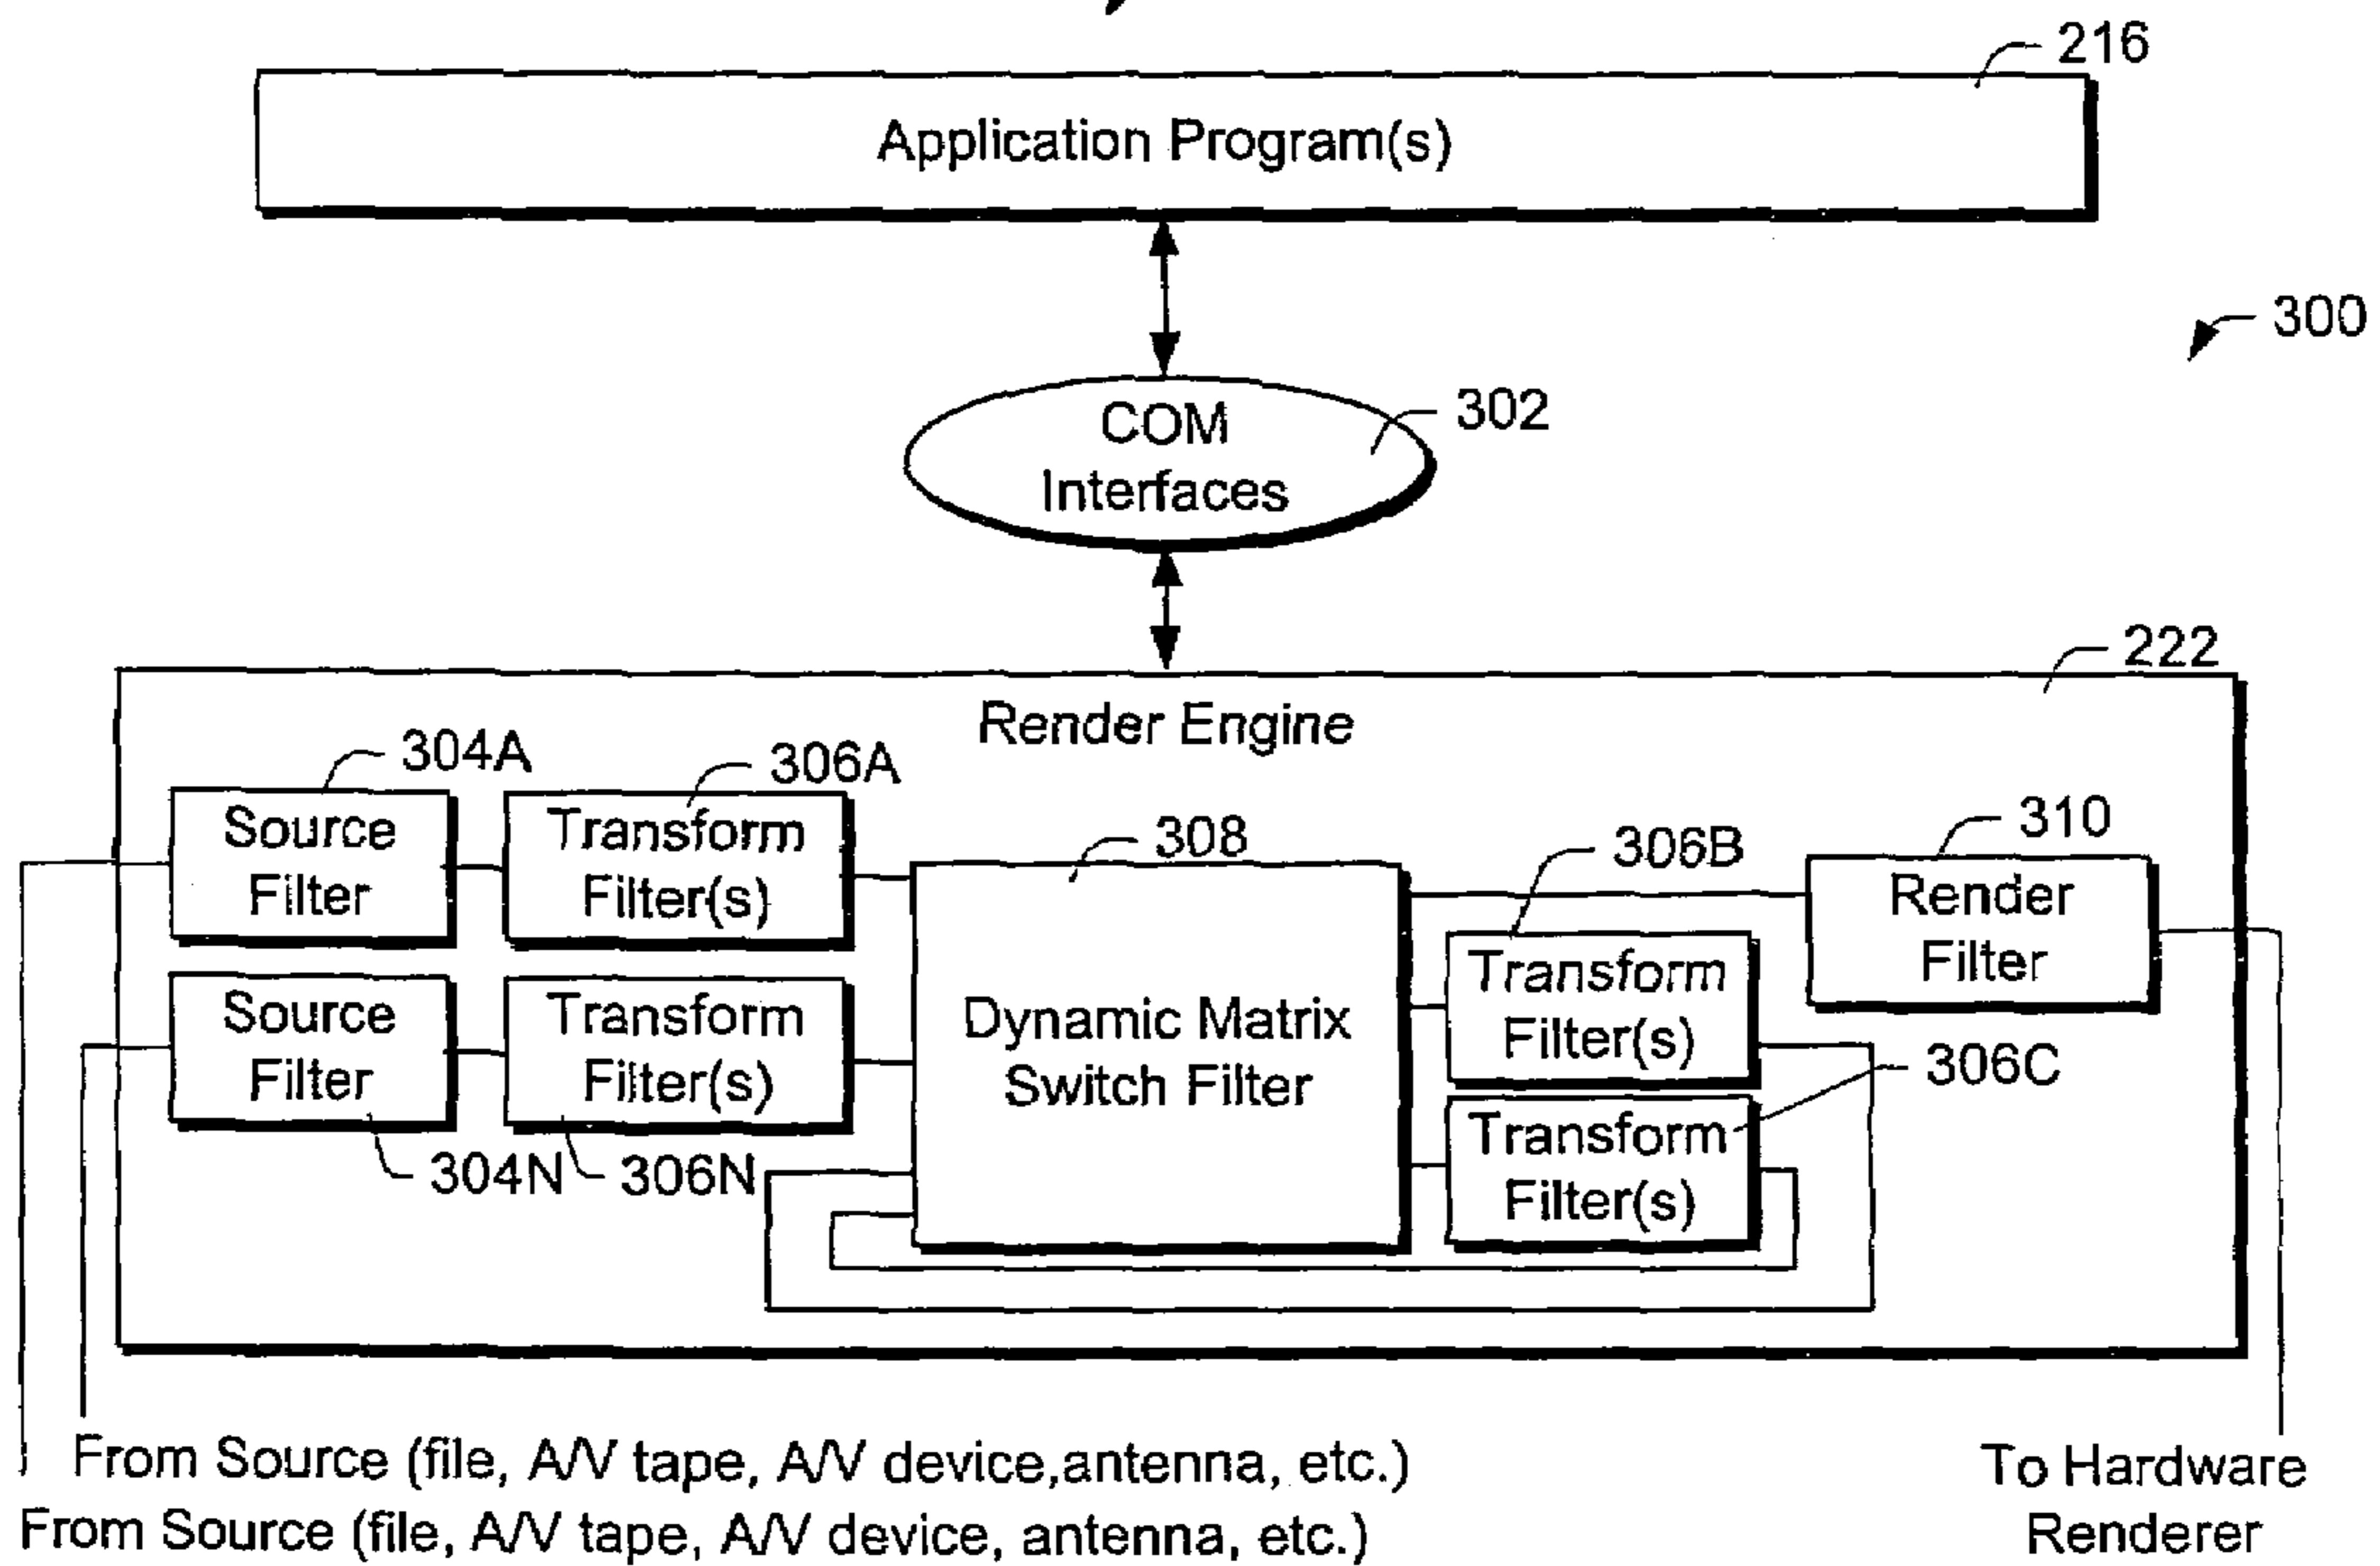 216
Application Program(s)
300
COM
Interfaces
302
222
Render Engine
304A
306A
Source
Filter
Transform
Filter(s)
308
306B
310
Render
Filter
Source
Filter
Transform
Filter(s)
Dynamic Matrix
Switch Filter
Transform
Filter(s)
306C
Transform
Filter(s)
304N
306N
From Source (file, A/V tape, A/V device,antenna, etc.)
From Source (file, A/V tape, A/V device, antenna, etc.)
To Hardware
Renderer